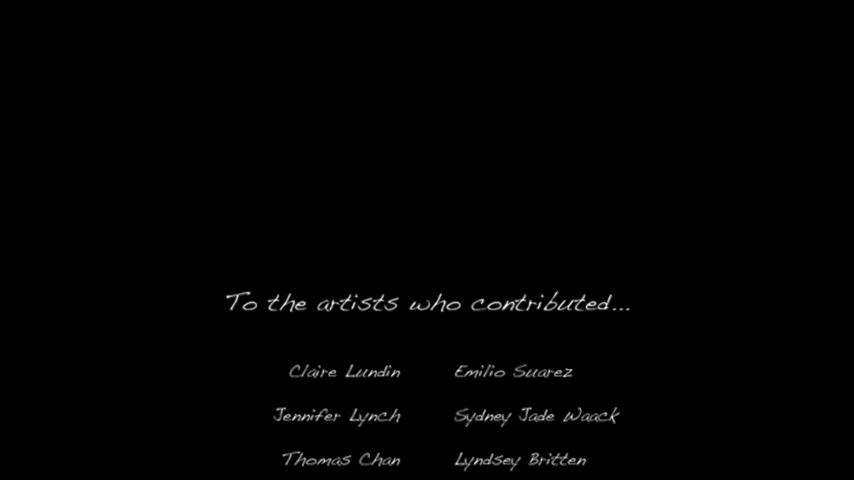 To the artists who contributed...
Claire Lundin Emilio Suarez
Jennifer Lynch Sydney Jade Waack
Thomas Chan Lyndsey Britten